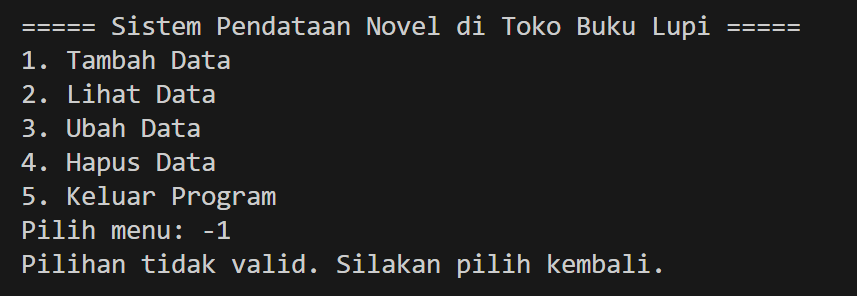 ===== Sistem Pendataan Novel di Toko Buku Lupi =====
1. Tambah Data
2. Lihat Data
3. Ubah Data
4. Hapus Data
5. Keluar Program
Pilih menu: -1
Pilihan tidak valid. Silakan pilih kembali.